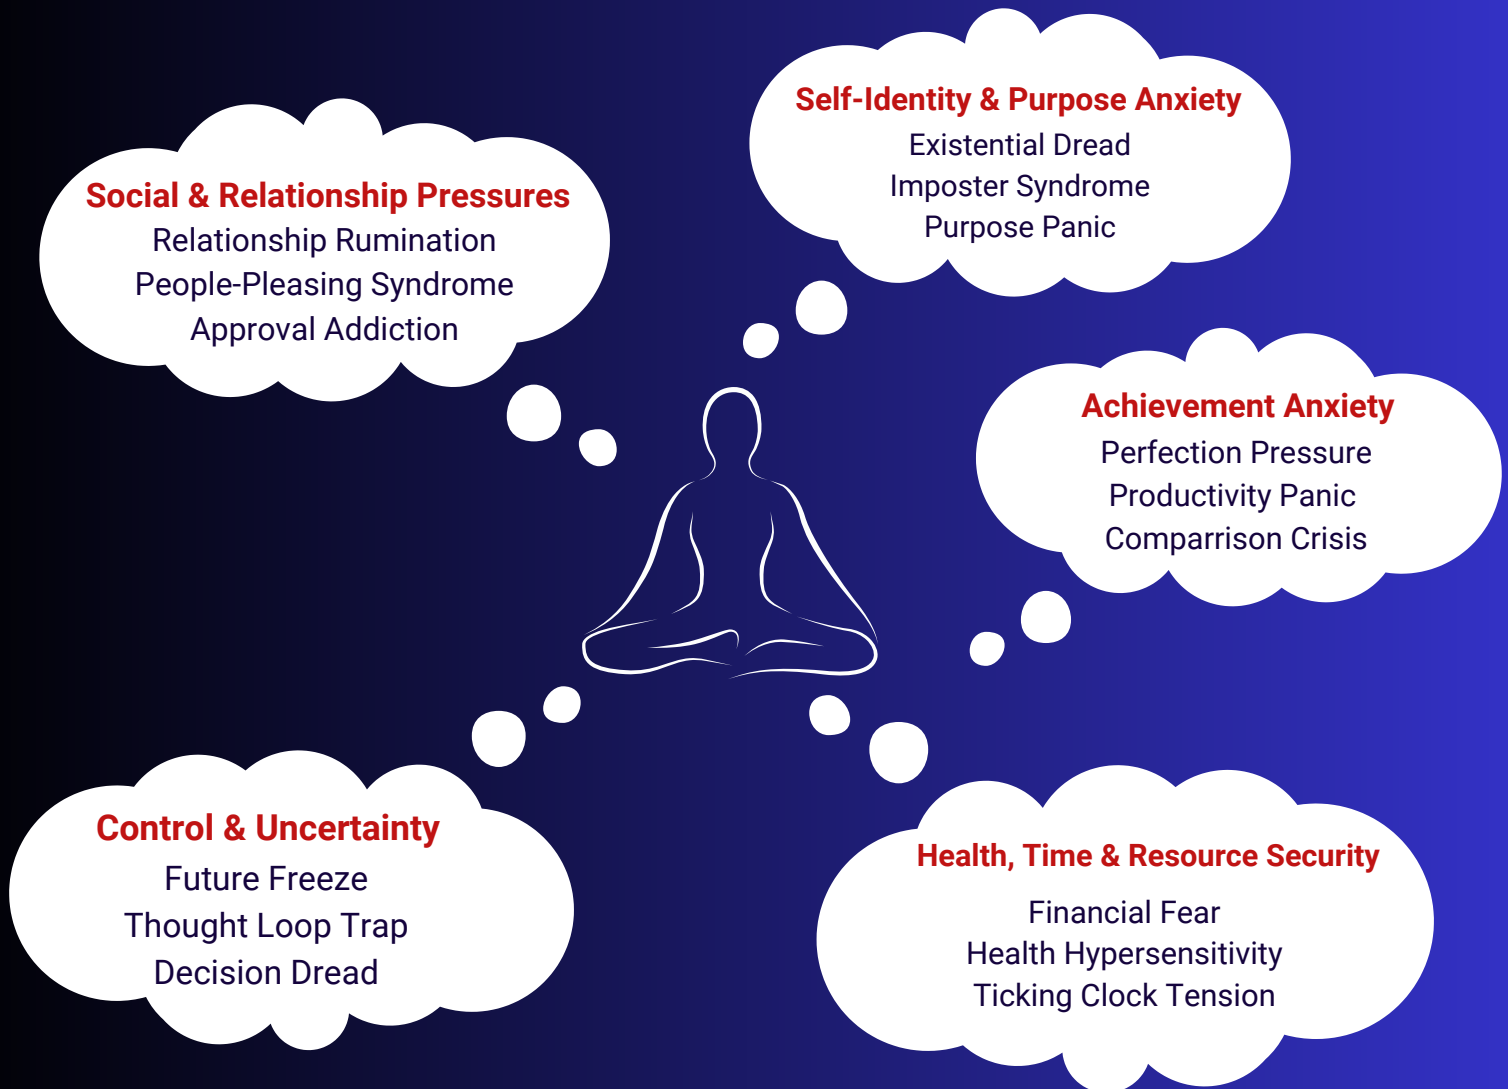 Self-Identity & Purpose Anxiety
Existential Dread
Imposter Syndrome
Purpose Panic
Social & Relationship Pressures
Relationship Rumination
People-Pleasing Syndrome
Approval Addiction
Achievement Anxiety
Perfection Pressure
Productivity Panic
Comparrison Crisis
Control & Uncertainty
Future Freeze
Thought Loop Trap
Decision Dread
Health, Time & Resource Security
Financial Fear
Health Hypersensitivity
Ticking Clock Tension